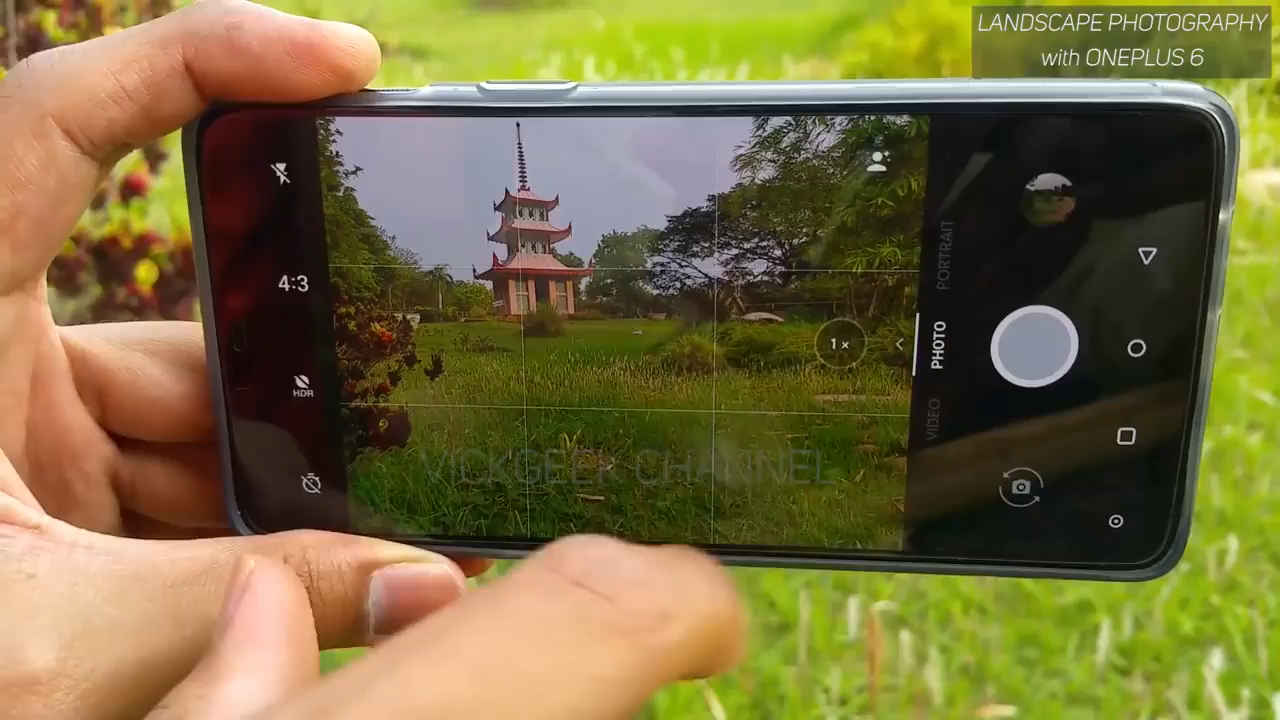 LANDSCAPE PHOTOGRAPHY
with ONEPLUS 6
4:3
HDR
1×
PORTRAIT
PHOTO
VIDEO
VICKGEEK CHANNEL